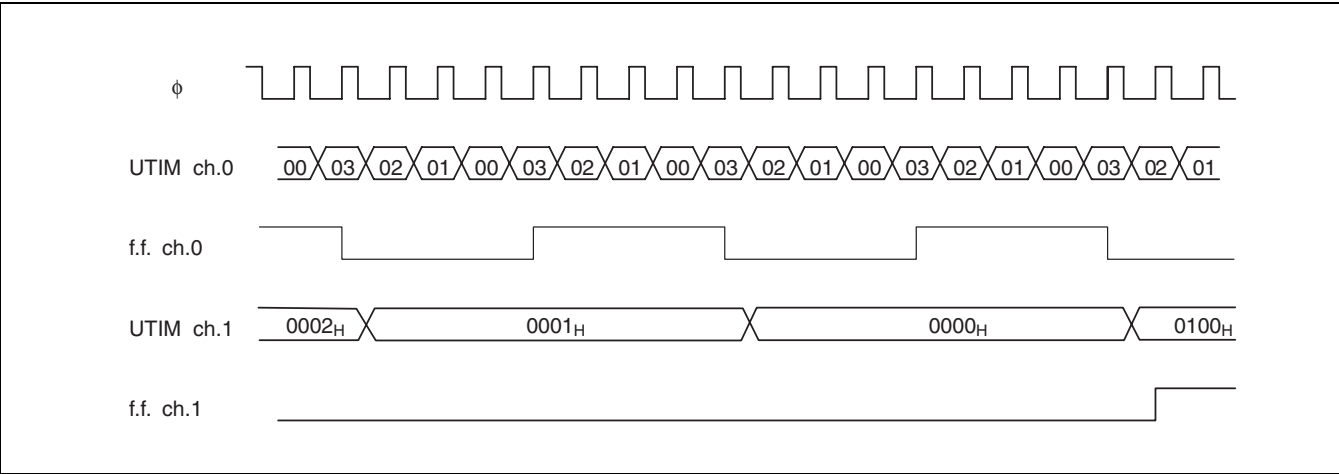 φ
UTIM ch.0 00 03 02 01 00 03 02 01 00 03 02 01 00 03 02 01 00 03 02 01
f.f. ch.0
UTIM ch.1 0002H 0001H 0000H 0100H
f.f. ch.1